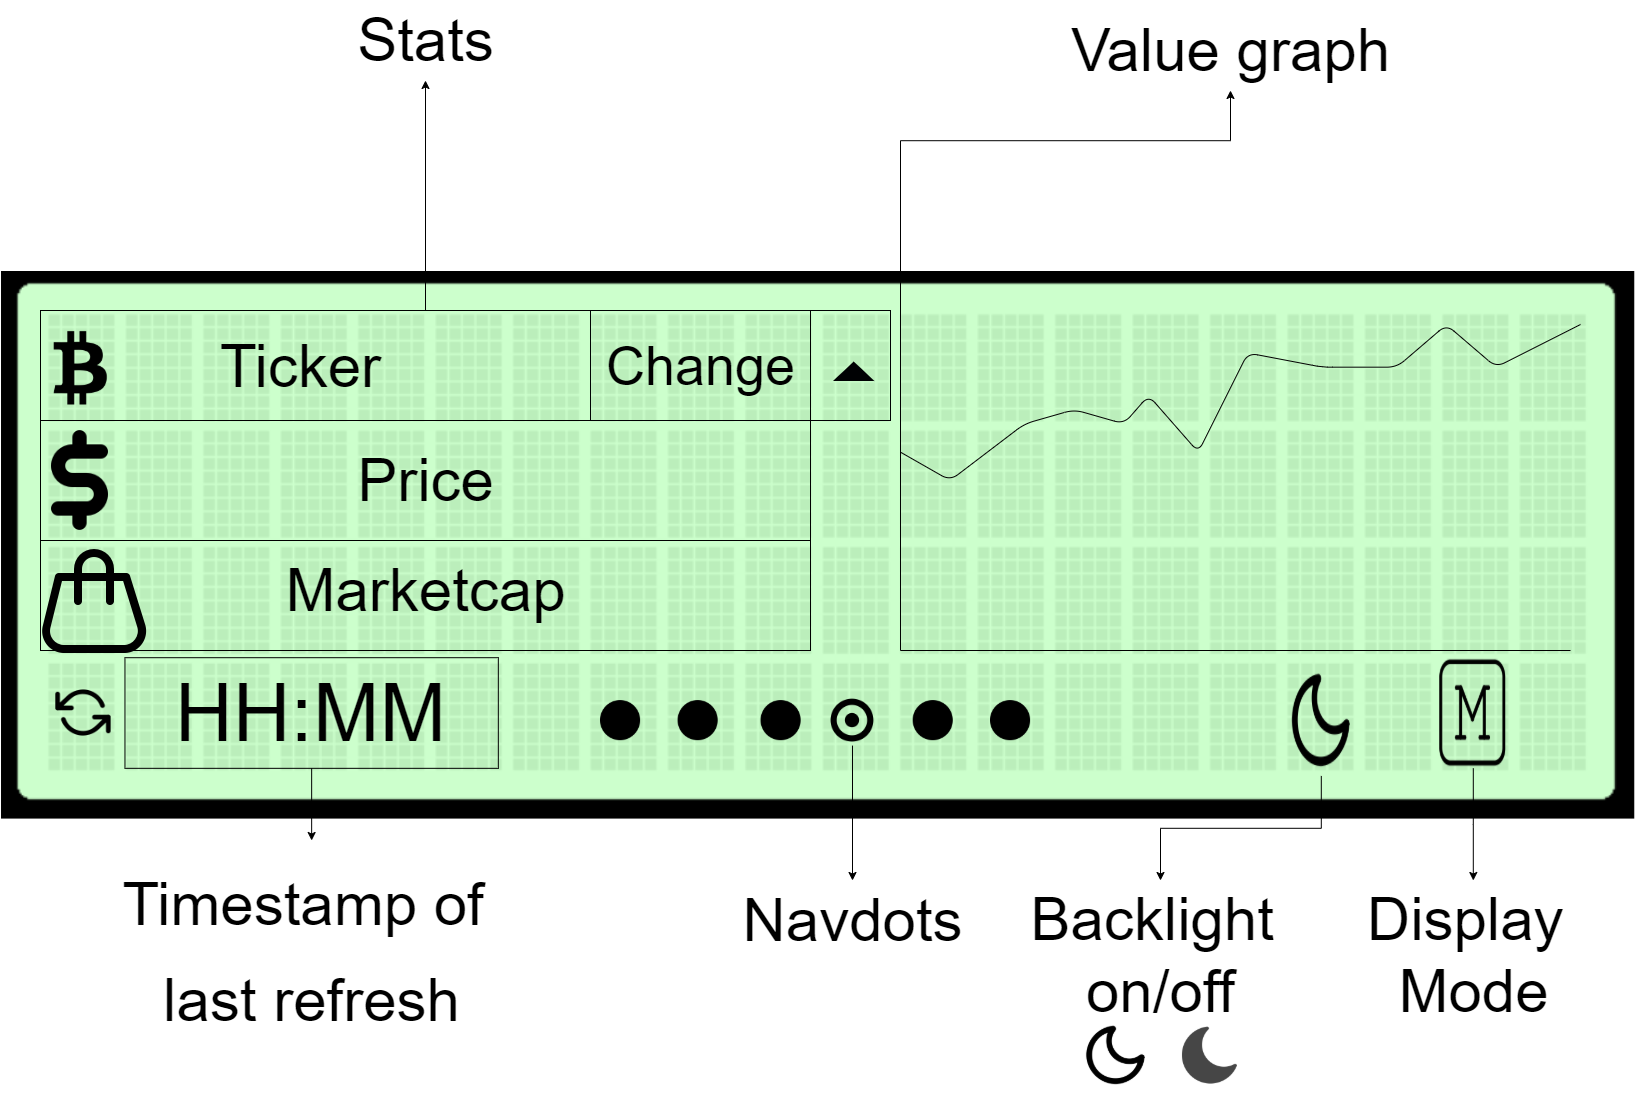 Stats
Value graph
Ticker
Change
Price
Marketcap
HH:MM
M
Timestamp of
last refresh
Navdots
Backlight
on/off
Display
Mode